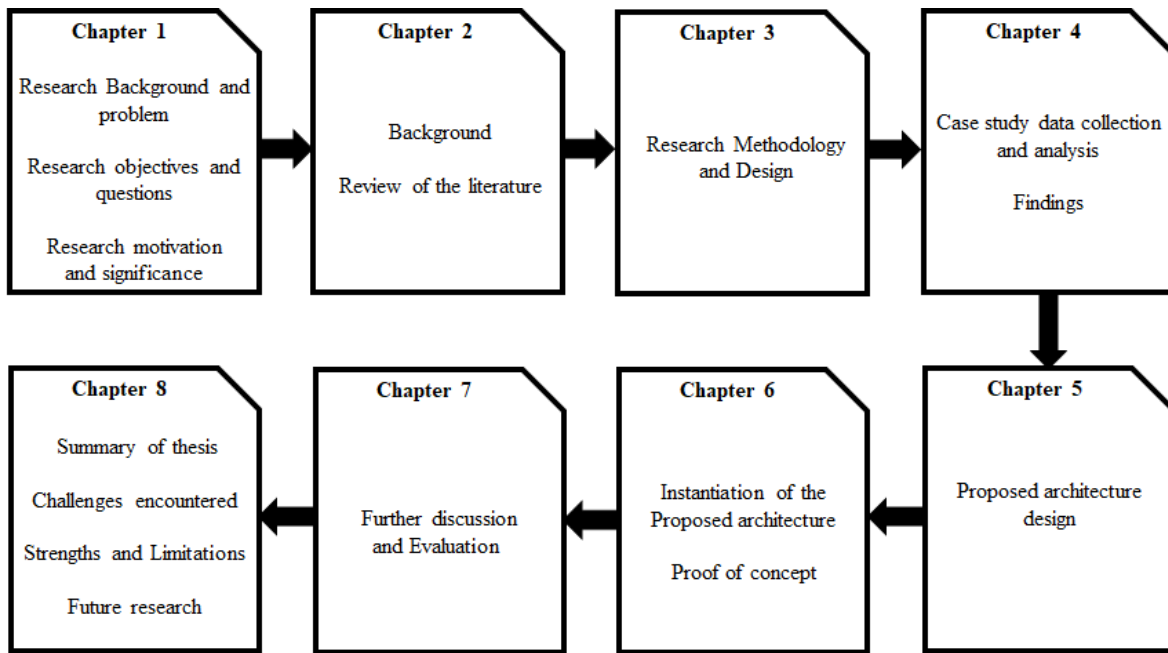 Chapter 1
Research Background and
problem
Research objectives and
questions
Research motivation
and significance
Chapter 2
Background
Review of the literature
Chapter 3
Research Methodology
and Design
Chapter 4
Case study data collection
and analysis
Findings
Chapter 5
Proposed architecture
design
Chapter 6
Instantiation of the
Proposed architecture
Proof of concept
Chapter 7
Further discussion
and Evaluation
Chapter 8
Summary of thesis
Challenges encountered
Strengths and Limitations
Future research